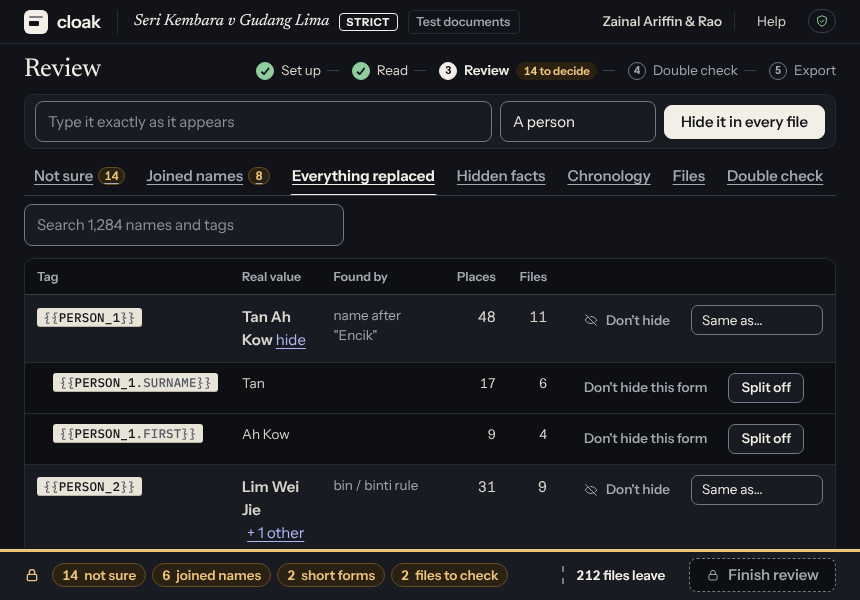 cloak
Seri Kembara v Gudang Lima
STRICT
Test documents
Zainal Ariffin & Rao
Help
Review
Set up
Read
3 Review 14 to decide
4 Double check
5 Export
Type it exactly as it appears
A person
Hide it in every file
Not sure 14
Joined names 8
Everything replaced
Hidden facts
Chronology
Files
Double check
Search 1,284 names and tags
Tag Real value Found by Places Files
{{PERSON_1}} Tan Ah Kow hide name after "Encik" 48 11 Don't hide Same as...
{{PERSON_1.SURNAME}} Tan 17 6 Don't hide this form Split off
{{PERSON_1.FIRST}} Ah Kow 9 4 Don't hide this form Split off
{{PERSON_2}} Lim Wei Jie + 1 other bin / binti rule 31 9 Don't hide Same as...
14 not sure
6 joined names
2 short forms
2 files to check
212 files leave
Finish review